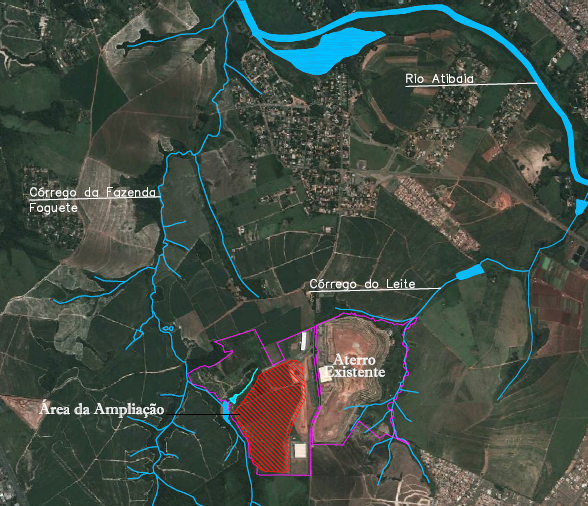 Rio Atibaia
Córrego da Fazenda
Foguete
Córrego do Leite
Aterro
Existente
Área da Ampliação